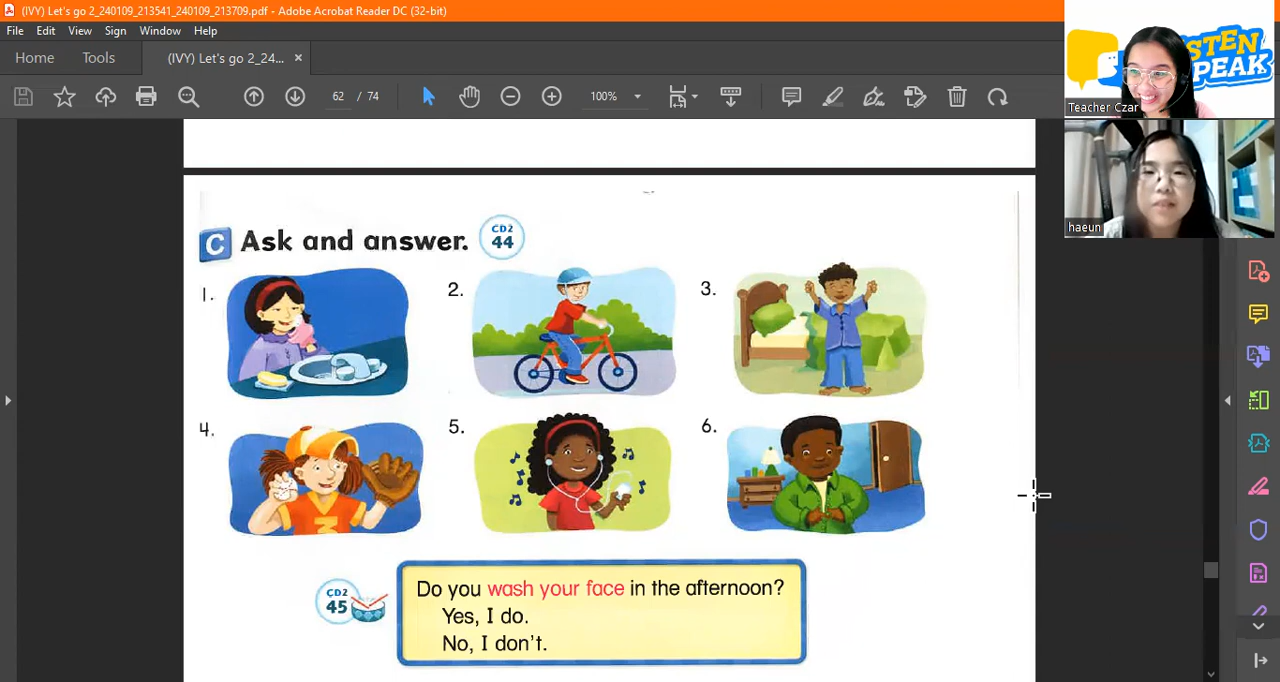 (IVY) Let's go 2_240109_213541_240109_213709.pdf - Adobe Acrobat Reader DC (32-bit)
File Edit View Sign Window Help
Home Tools (IVY) Let's go 2_24... ×
62 / 74 100%
STEN
PEAK
Teacher Czar
haeun
C Ask and answer. CD2 44
1. 2. 3.
4. 5. 6.
CD2 45
Do you wash your face in the afternoon?
Yes, I do.
No, I don't.